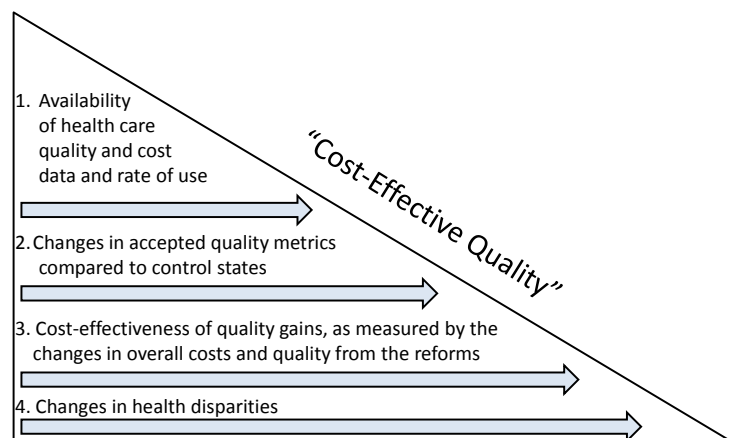 1. Availability
of health care
quality and cost
data and rate of use
“Cost-Effective Quality”
2. Changes in accepted quality metrics
compared to control states
3. Cost-effectiveness of quality gains, as measured by the
changes in overall costs and quality from the reforms
4. Changes in health disparities